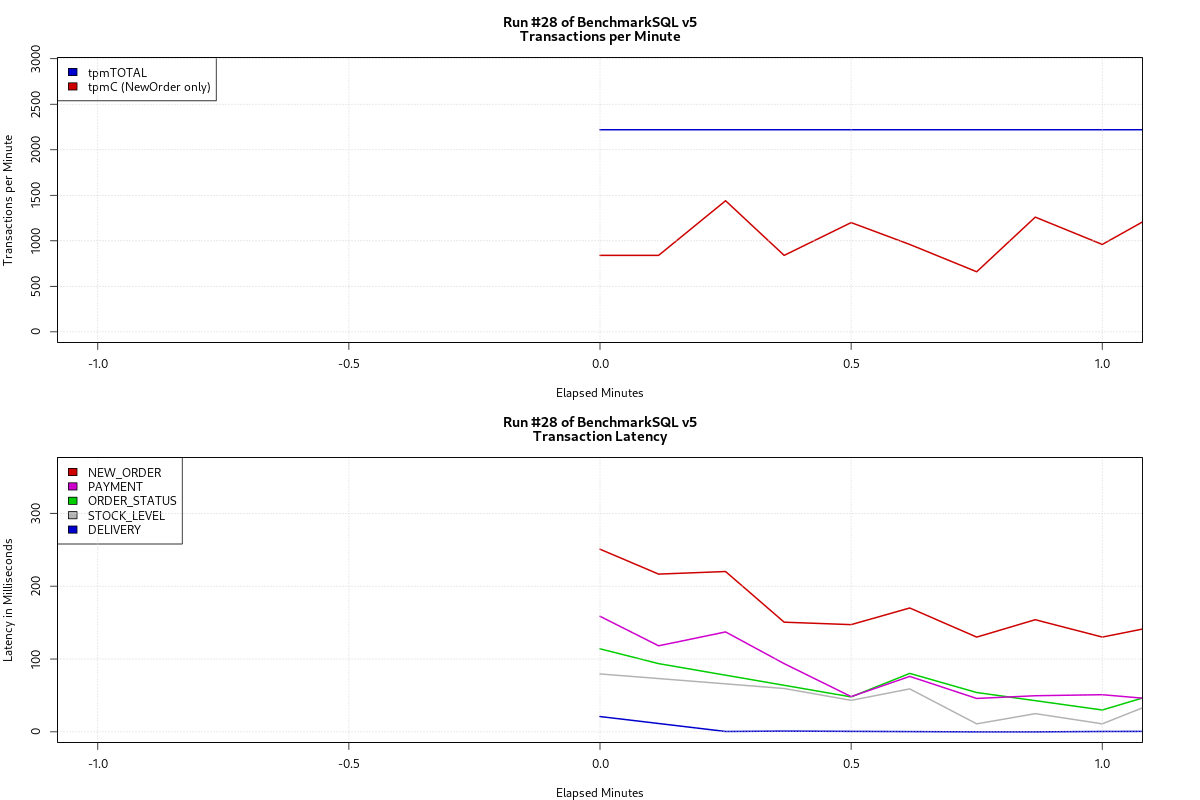 Run #28 of BenchmarkSQL v5
Transactions per Minute
tpmTOTAL
tpmC (NewOrder only)
Transactions per Minute
3000
2500
2000
1500
1000
500
0
-1.0 -0.5 0.0 0.5 1.0
Elapsed Minutes
Run #28 of BenchmarkSQL v5
Transaction Latency
NEW_ORDER
PAYMENT
ORDER_STATUS
STOCK_LEVEL
DELIVERY
Latency in Milliseconds
300
200
100
0
-1.0 -0.5 0.0 0.5 1.0
Elapsed Minutes